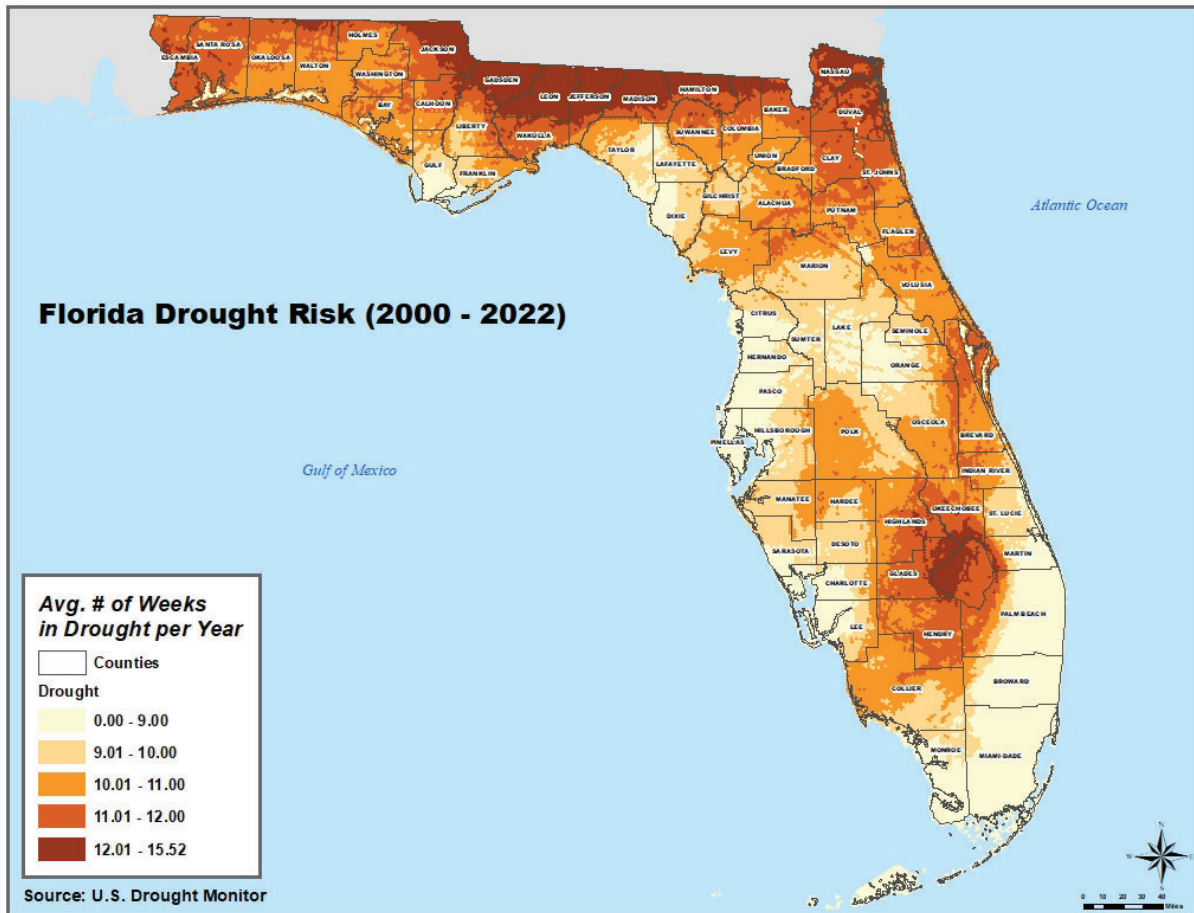 SANTA ROSA
HOLMES
JACKSON
ESCAMBIA
OKALOOSA
WALTON
WASHINGTON
GADSDEN
HAMILTON
NASSAU
LEON
JEFFERSON
MADISON
BAY
CALHOUN
BAKER
DUVAL
LIBERTY
WAKULLA
SUWANNEE
COLUMBIA
TAYLOR
UNION
CLAY
GULF
FRANKLIN
LAFAYETTE
BRADFORD
ST. JOHNS
GILCHRIST
ALACHUA
PUTNAM
Atlantic Ocean
DIXIE
FLAGLER
LEVY
MARION
VOLUSIA
Florida Drought Risk (2000 - 2022)
CITRUS
LAKE
SEMINOLE
SUMTER
HERNANDO
ORANGE
PASCO
HILLSBOROUGH
POLK
OSCEOLA
BREVARD
PINELLAS
Gulf of Mexico
INDIAN RIVER
MANATEE
HARDEE
OKEECHOBEE
ST. LUCIE
HIGHLANDS
SARASOTA
DESOTO
MARTIN
GLADES
CHARLOTTE
PALM BEACH
LEE
HENDRY
BROWARD
COLLIER
MONROE
MIAMI-DADE
Avg. # of Weeks
in Drought per Year
Counties
Drought
0.00 - 9.00
9.01 - 10.00
10.01 - 11.00
11.01 - 12.00
12.01 - 15.52
Source: U.S. Drought Monitor
N
W
E
S
0 10 20 30 40
Miles